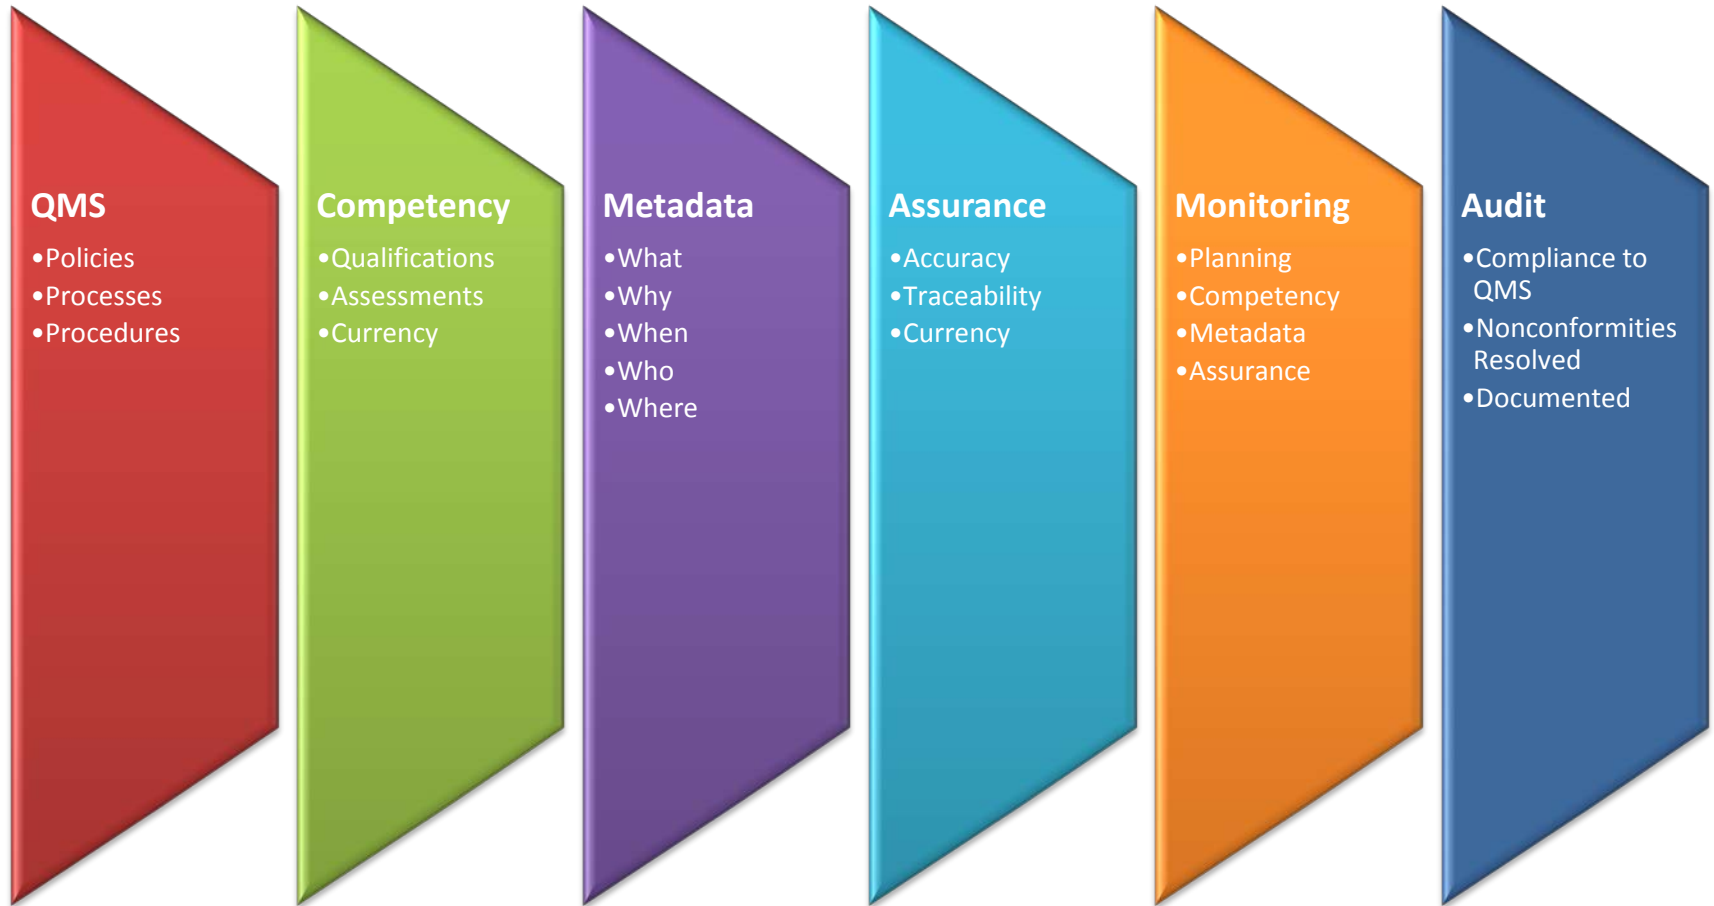 QMS
•Policies
•Processes
•Procedures
Competency
•Qualifications
•Assessments
•Currency
Metadata
•What
•Why
•When
•Who
•Where
Assurance
•Accuracy
•Traceability
•Currency
Monitoring
•Planning
•Competency
•Metadata
•Assurance
Audit
•Compliance to
QMS
•Nonconformities
Resolved
•Documented